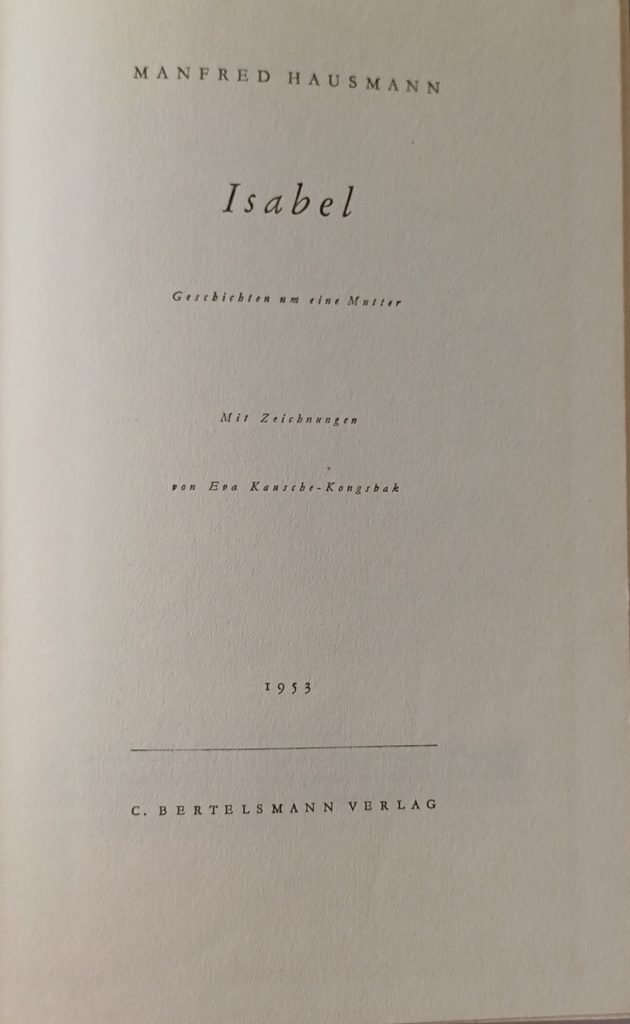 MANFRED HAUSMANN
Isabel
Geschichten um eine Mutter
Mit Zeichnungen
von Eva Kausche-Kongsbak
1953
C. BERTELSMANN VERLAG